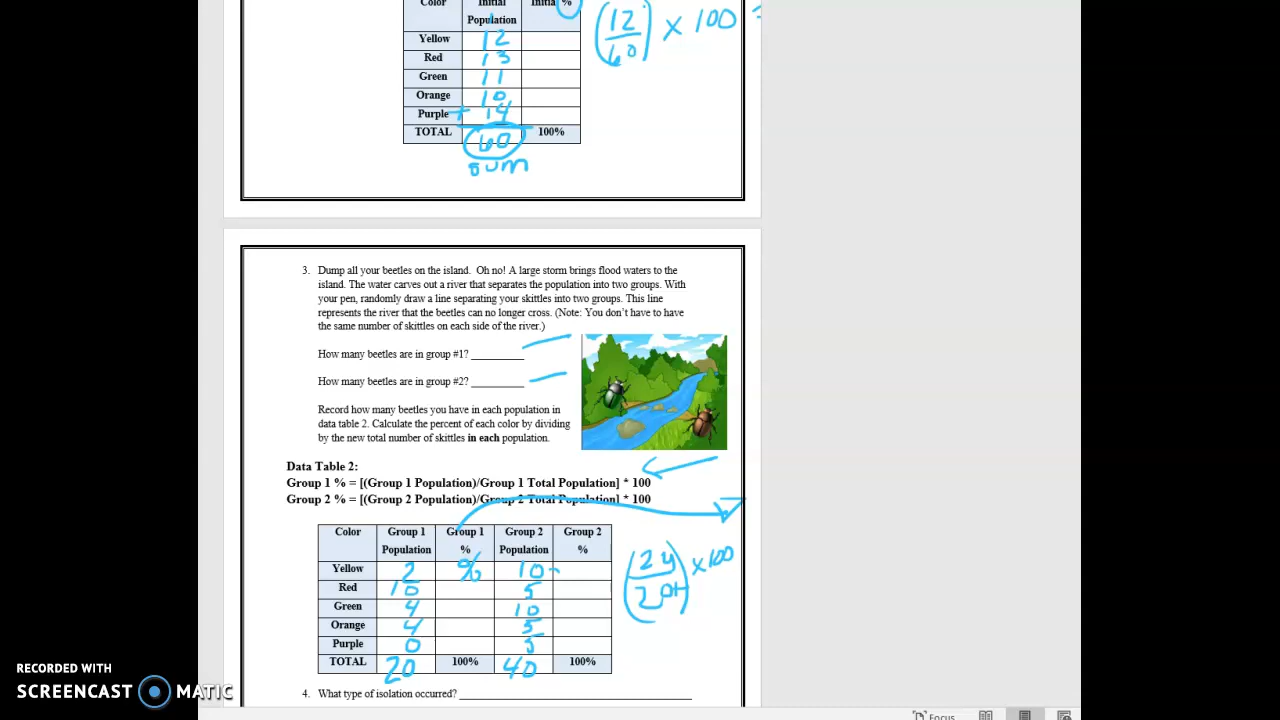 Color Initial Initial %
Population
(12/60) x 100
Yellow 12
Red 13
Green 11
Orange 10
Purple + 14
TOTAL 60 100%
sum
3. Dump all your beetles on the island. Oh no! A large storm brings flood waters to the
island. The water carves out a river that separates the population into two groups. With
your pen, randomly draw a line separating your skittles into two groups. This line
represents the river that the beetles can no longer cross. (Note: You don't have to have
the same number of skittles on each side of the river.)
How many beetles are in group #1? __________
How many beetles are in group #2? __________
Record how many beetles you have in each population in
data table 2. Calculate the percent of each color by dividing
by the new total number of skittles in each population.
Data Table 2:
Group 1 % = [(Group 1 Population)/Group 1 Total Population] * 100
Group 2 % = [(Group 2 Population)/Group 2 Total Population] * 100
Color Group 1 Group 1 Group 2 Group 2
Population % Population %
Yellow 2 % 10
Red 10 5
Green 4 10
Orange 4 5
Purple 0 5
TOTAL 20 100% 40 100%
x 100
4. What type of isolation occurred? __________
RECORDED WITH
SCREENCAST MATIC
Focus